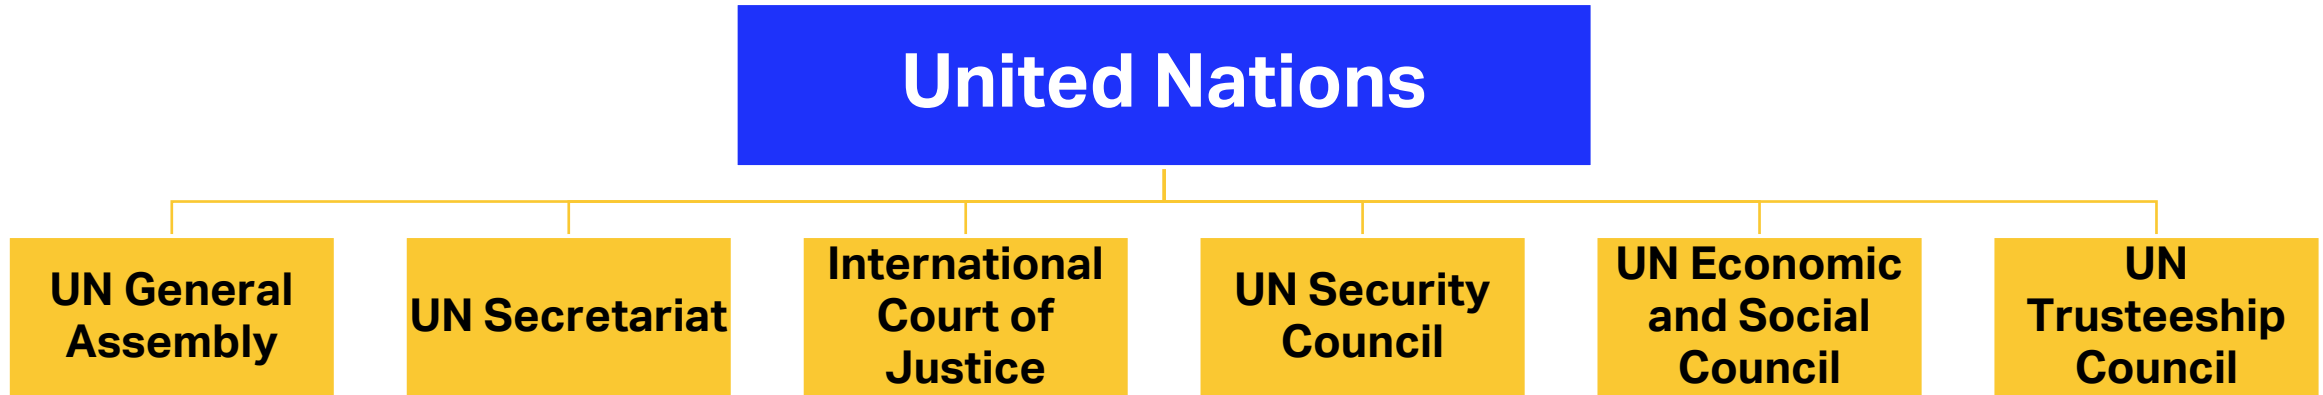 United Nations
UN General
Assembly
UN Secretariat
International
Court of
Justice
UN Security
Council
UN Economic
and Social
Council
UN
Trusteeship
Council